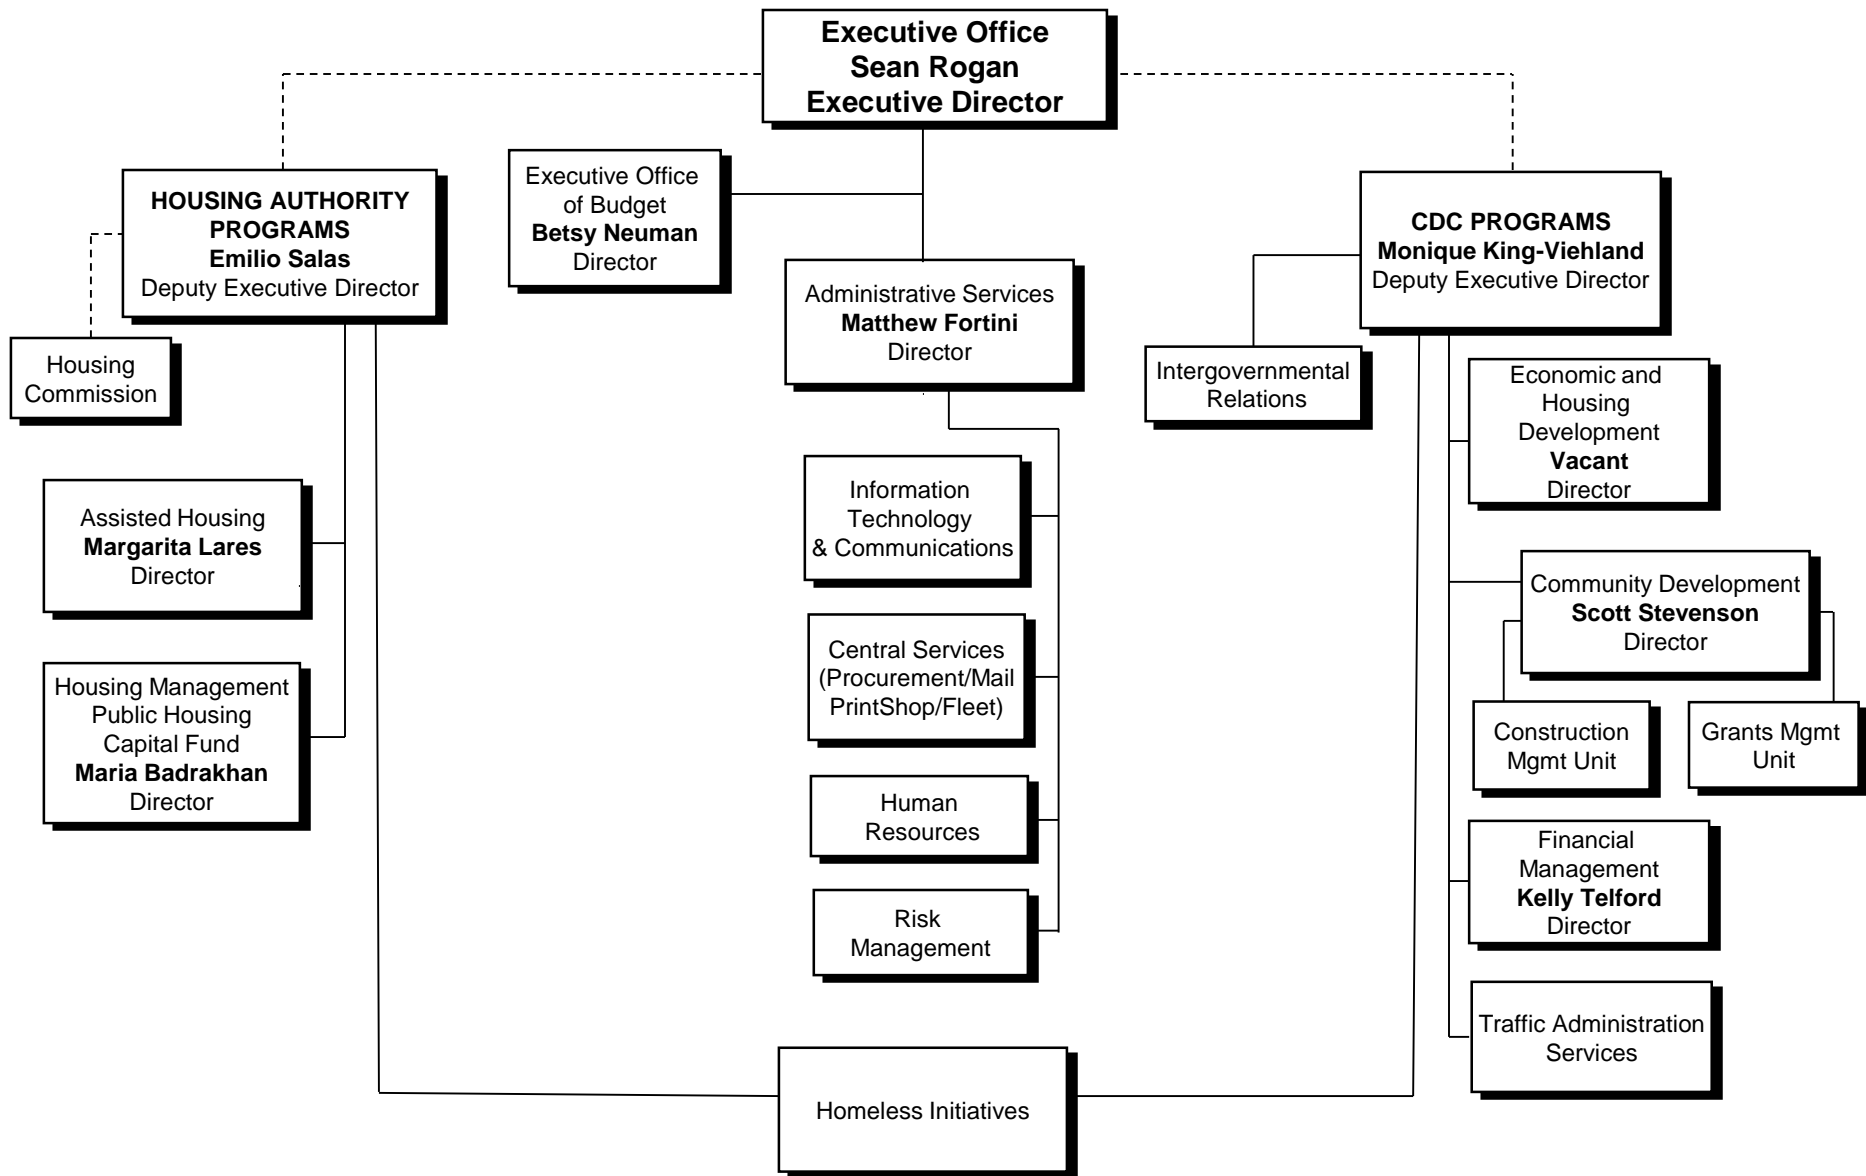 Executive Office
Sean Rogan
Executive Director
HOUSING AUTHORITY
PROGRAMS
Emilio Salas
Deputy Executive Director
Housing
Commission
Assisted Housing
Margarita Lares
Director
Housing Management
Public Housing
Capital Fund
Maria Badrakhan
Director
Executive Office
of Budget
Betsy Neuman
Director
Administrative Services
Matthew Fortini
Director
Information
Technology
& Communications
Central Services
(Procurement/Mail
PrintShop/Fleet)
Human
Resources
Risk
Management
Homeless Initiatives
CDC PROGRAMS
Monique King-Viehland
Deputy Executive Director
Intergovernmental
Relations
Economic and
Housing
Development
Vacant
Director
Community Development
Scott Stevenson
Director
Construction
Mgmt Unit
Grants Mgmt
Unit
Financial
Management
Kelly Telford
Director
Traffic Administration
Services